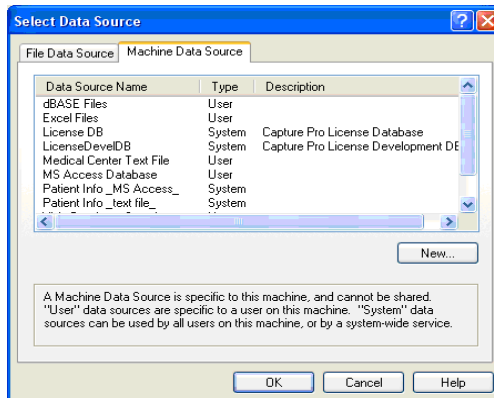 Select Data Source
File Data Source Machine Data Source
Data Source Name Type Description
dBASE Files User
Excel Files User
License DB System Capture Pro License Database
LicenseDevelDB System Capture Pro License Development DE
Medical Center Text File User
MS Access Database User
Patient Info _MS Access_ System
Patient Info _text file_ System
New...
A Machine Data Source is specific to this machine, and cannot be shared.
"User" data sources are specific to a user on this machine. "System" data
sources can be used by all users on this machine, or by a system-wide service.
OK Cancel Help